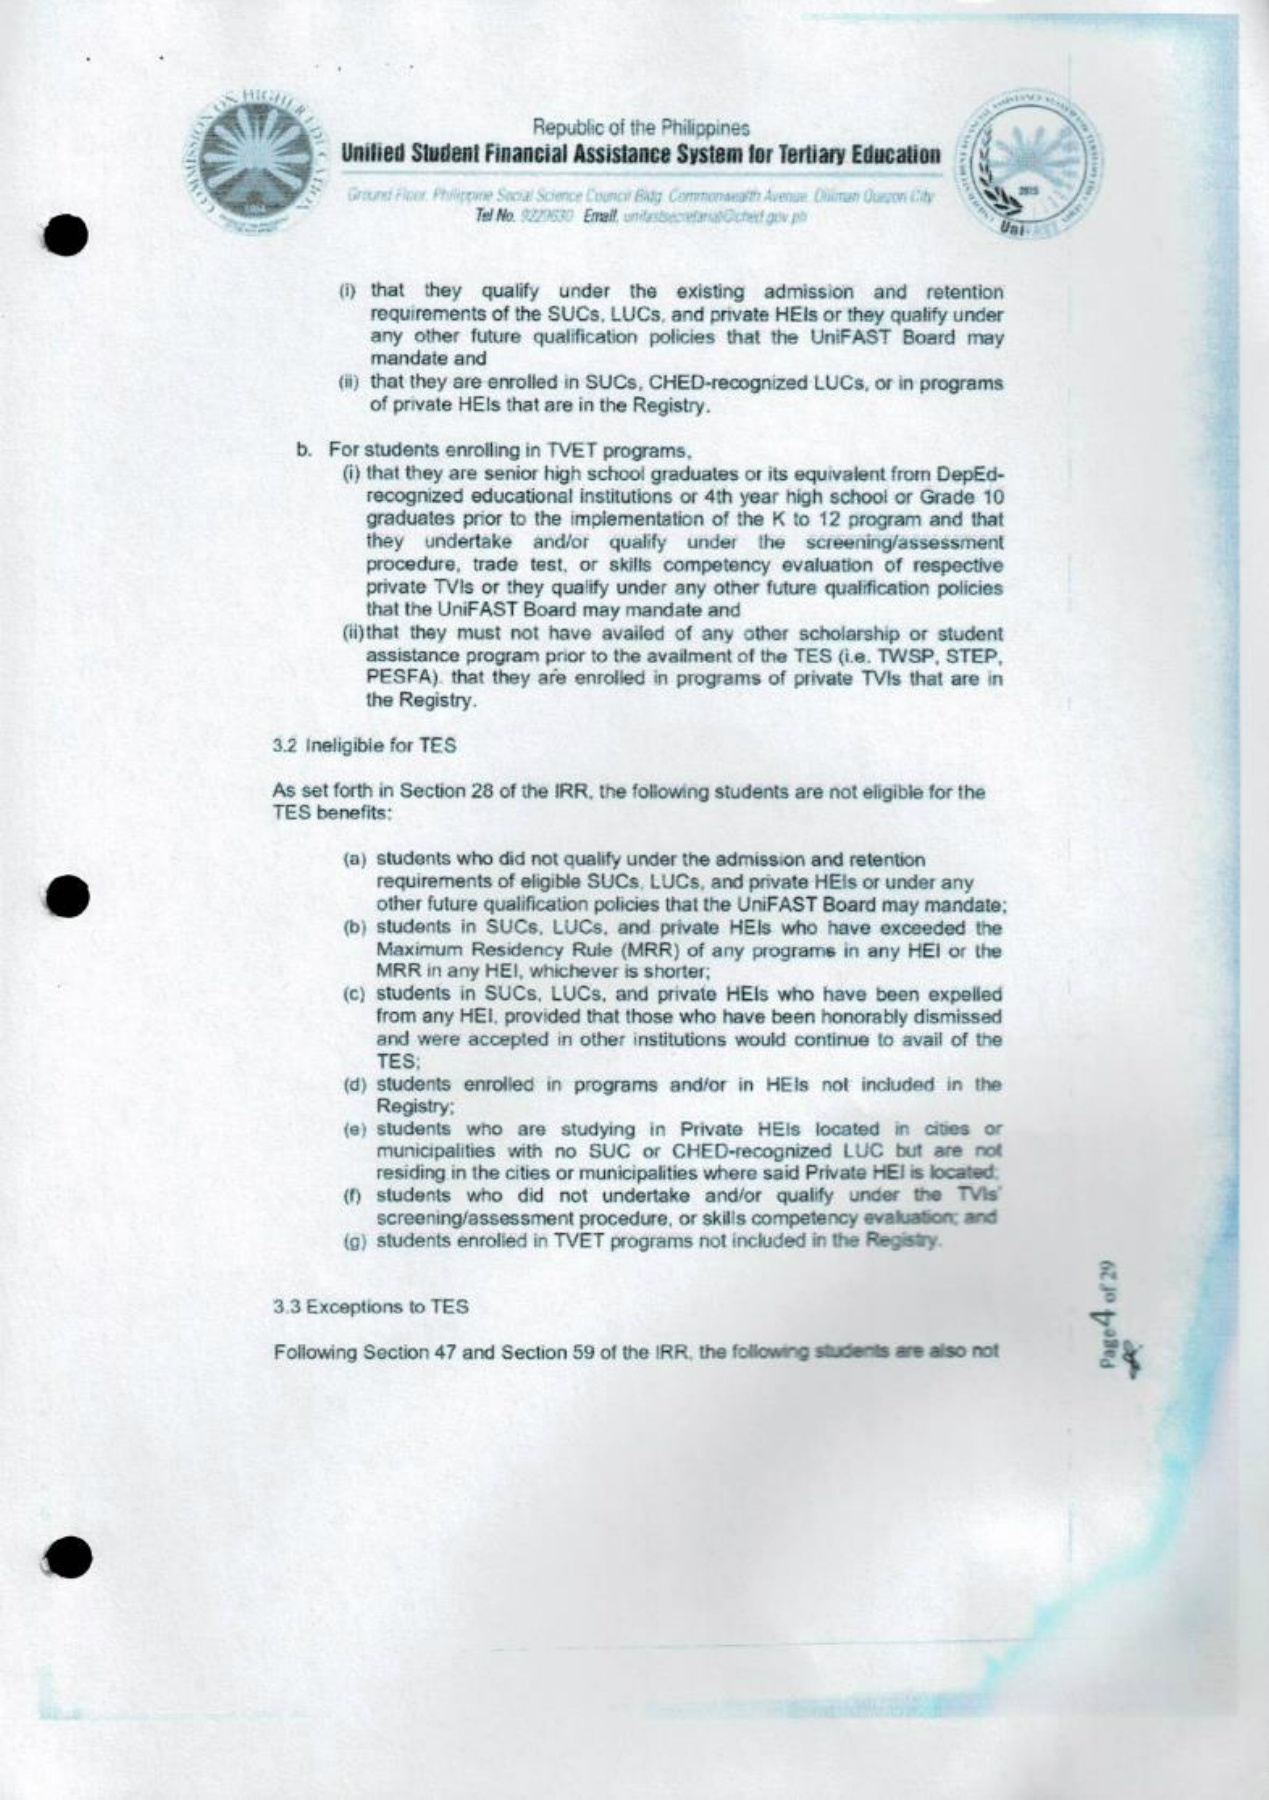 COMMISSION ON HIGHER EDUCATION
Republic of the Philippines
Unified Student Financial Assistance System for Tertiary Education
Ground Floor, Philippine Social Science Council Bldg. Commonwealth Avenue, Diliman Quezon City
Tel No. 9229630 Email. unifastsecretariat@ched.gov.ph
2015
UniFAST
(i) that they qualify under the existing admission and retention
requirements of the SUCs, LUCs, and private HEIs or they qualify under
any other future qualification policies that the UniFAST Board may
mandate and
(ii) that they are enrolled in SUCs, CHED-recognized LUCs, or in programs
of private HEIs that are in the Registry.
b. For students enrolling in TVET programs,
(i) that they are senior high school graduates or its equivalent from DepEd-
recognized educational institutions or 4th year high school or Grade 10
graduates prior to the implementation of the K to 12 program and that
they undertake and/or qualify under the screening/assessment
procedure, trade test, or skills competency evaluation of respective
private TVIs or they qualify under any other future qualification policies
that the UniFAST Board may mandate and
(ii) that they must not have availed of any other scholarship or student
assistance program prior to the availment of the TES (i.e. TWSP, STEP,
PESFA). that they are enrolled in programs of private TVIs that are in
the Registry.
3.2 Ineligible for TES
As set forth in Section 28 of the IRR, the following students are not eligible for the
TES benefits:
(a) students who did not qualify under the admission and retention
requirements of eligible SUCs, LUCs, and private HEIs or under any
other future qualification policies that the UniFAST Board may mandate;
(b) students in SUCs, LUCs, and private HEIs who have exceeded the
Maximum Residency Rule (MRR) of any programs in any HEI or the
MRR in any HEI, whichever is shorter;
(c) students in SUCs, LUCs, and private HEIs who have been expelled
from any HEI, provided that those who have been honorably dismissed
and were accepted in other institutions would continue to avail of the
TES;
(d) students enrolled in programs and/or in HEIs not included in the
Registry;
(e) students who are studying in Private HEIs located in cities or
municipalities with no SUC or CHED-recognized LUC but are not
residing in the cities or municipalities where said Private HEI is located;
(f) students who did not undertake and/or qualify under the TVIs'
screening/assessment procedure, or skills competency evaluation; and
(g) students enrolled in TVET programs not included in the Registry.
3.3 Exceptions to TES
Following Section 47 and Section 59 of the IRR, the following students are also not
Page 4 of 29